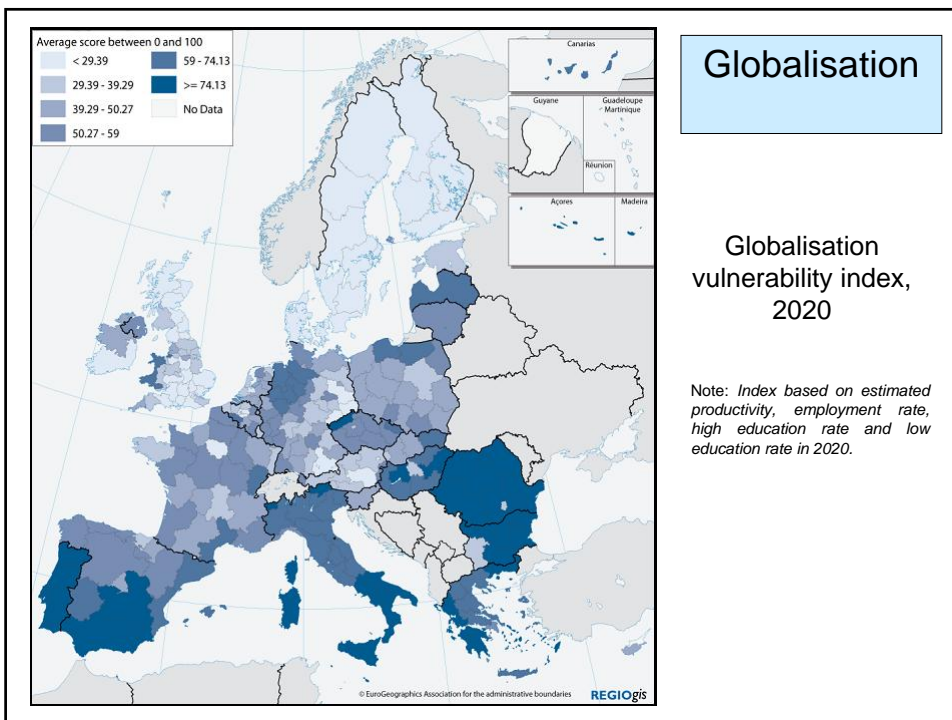 Average score between 0 and 100
< 29.39
29.39 - 39.29
39.29 - 50.27
50.27 - 59
59 - 74.13
>= 74.13
No Data
Canarias
Guyane
Guadeloupe
Martinique
Réunion
Açores
Madeira
© EuroGeographics Association for the administrative boundaries
REGIOgis
Globalisation
Globalisation
vulnerability index,
2020
Note: Index based on estimated
productivity, employment rate,
high education rate and low
education rate in 2020.